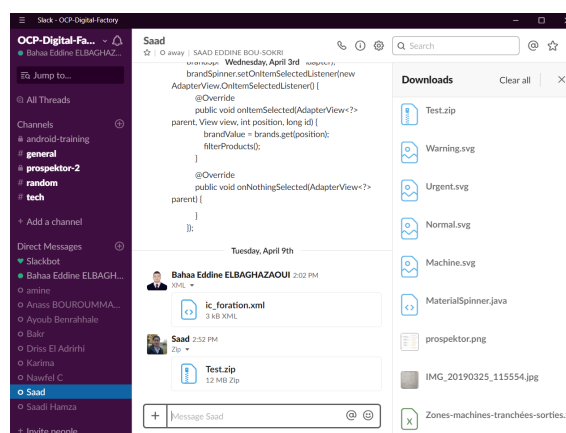 Slack - OCP-Digital-Factory
OCP-Digital-Fa...
Bahaa Eddine ELBAGHAZ...
Jump to...
All Threads
Channels
android-training
# general
prospektor-2
# random
# tech
+ Add a channel
Direct Messages
Slackbot
Bahaa Eddine ELBAGH...
amine
Anass BOUROUMMA...
Ayoub Benrahhale
Bakr
Driss El Adrirhi
Karima
Nawfel C
Saad
Saadi Hamza
+ Invite people
Saad
away | SAAD EDDINE BOU-SOKRI
Wednesday, April 3rd
brandSpinner.setOnItemSelectedListener(new
AdapterView.OnItemSelectedListener() {
@Override
public void onItemSelected(AdapterView<?>
parent, View view, int position, long id) {
brandValue = brands.get(position);
filterProducts();
}
@Override
public void onNothingSelected(AdapterView<?>
parent) {
}
});
Tuesday, April 9th
Bahaa Eddine ELBAGHAZAOUI 2:02 PM
XML
ic_foration.xml
3 kB XML
Saad 2:52 PM
Zip
Test.zip
12 MB Zip
+ Message Saad @
Search @
Downloads Clear all
Test.zip
Warning.svg
Urgent.svg
Normal.svg
Machine.svg
MaterialSpinner.java
prospektor.png
IMG_20190325_115554.jpg
Zones-machines-tranchées-sorties.